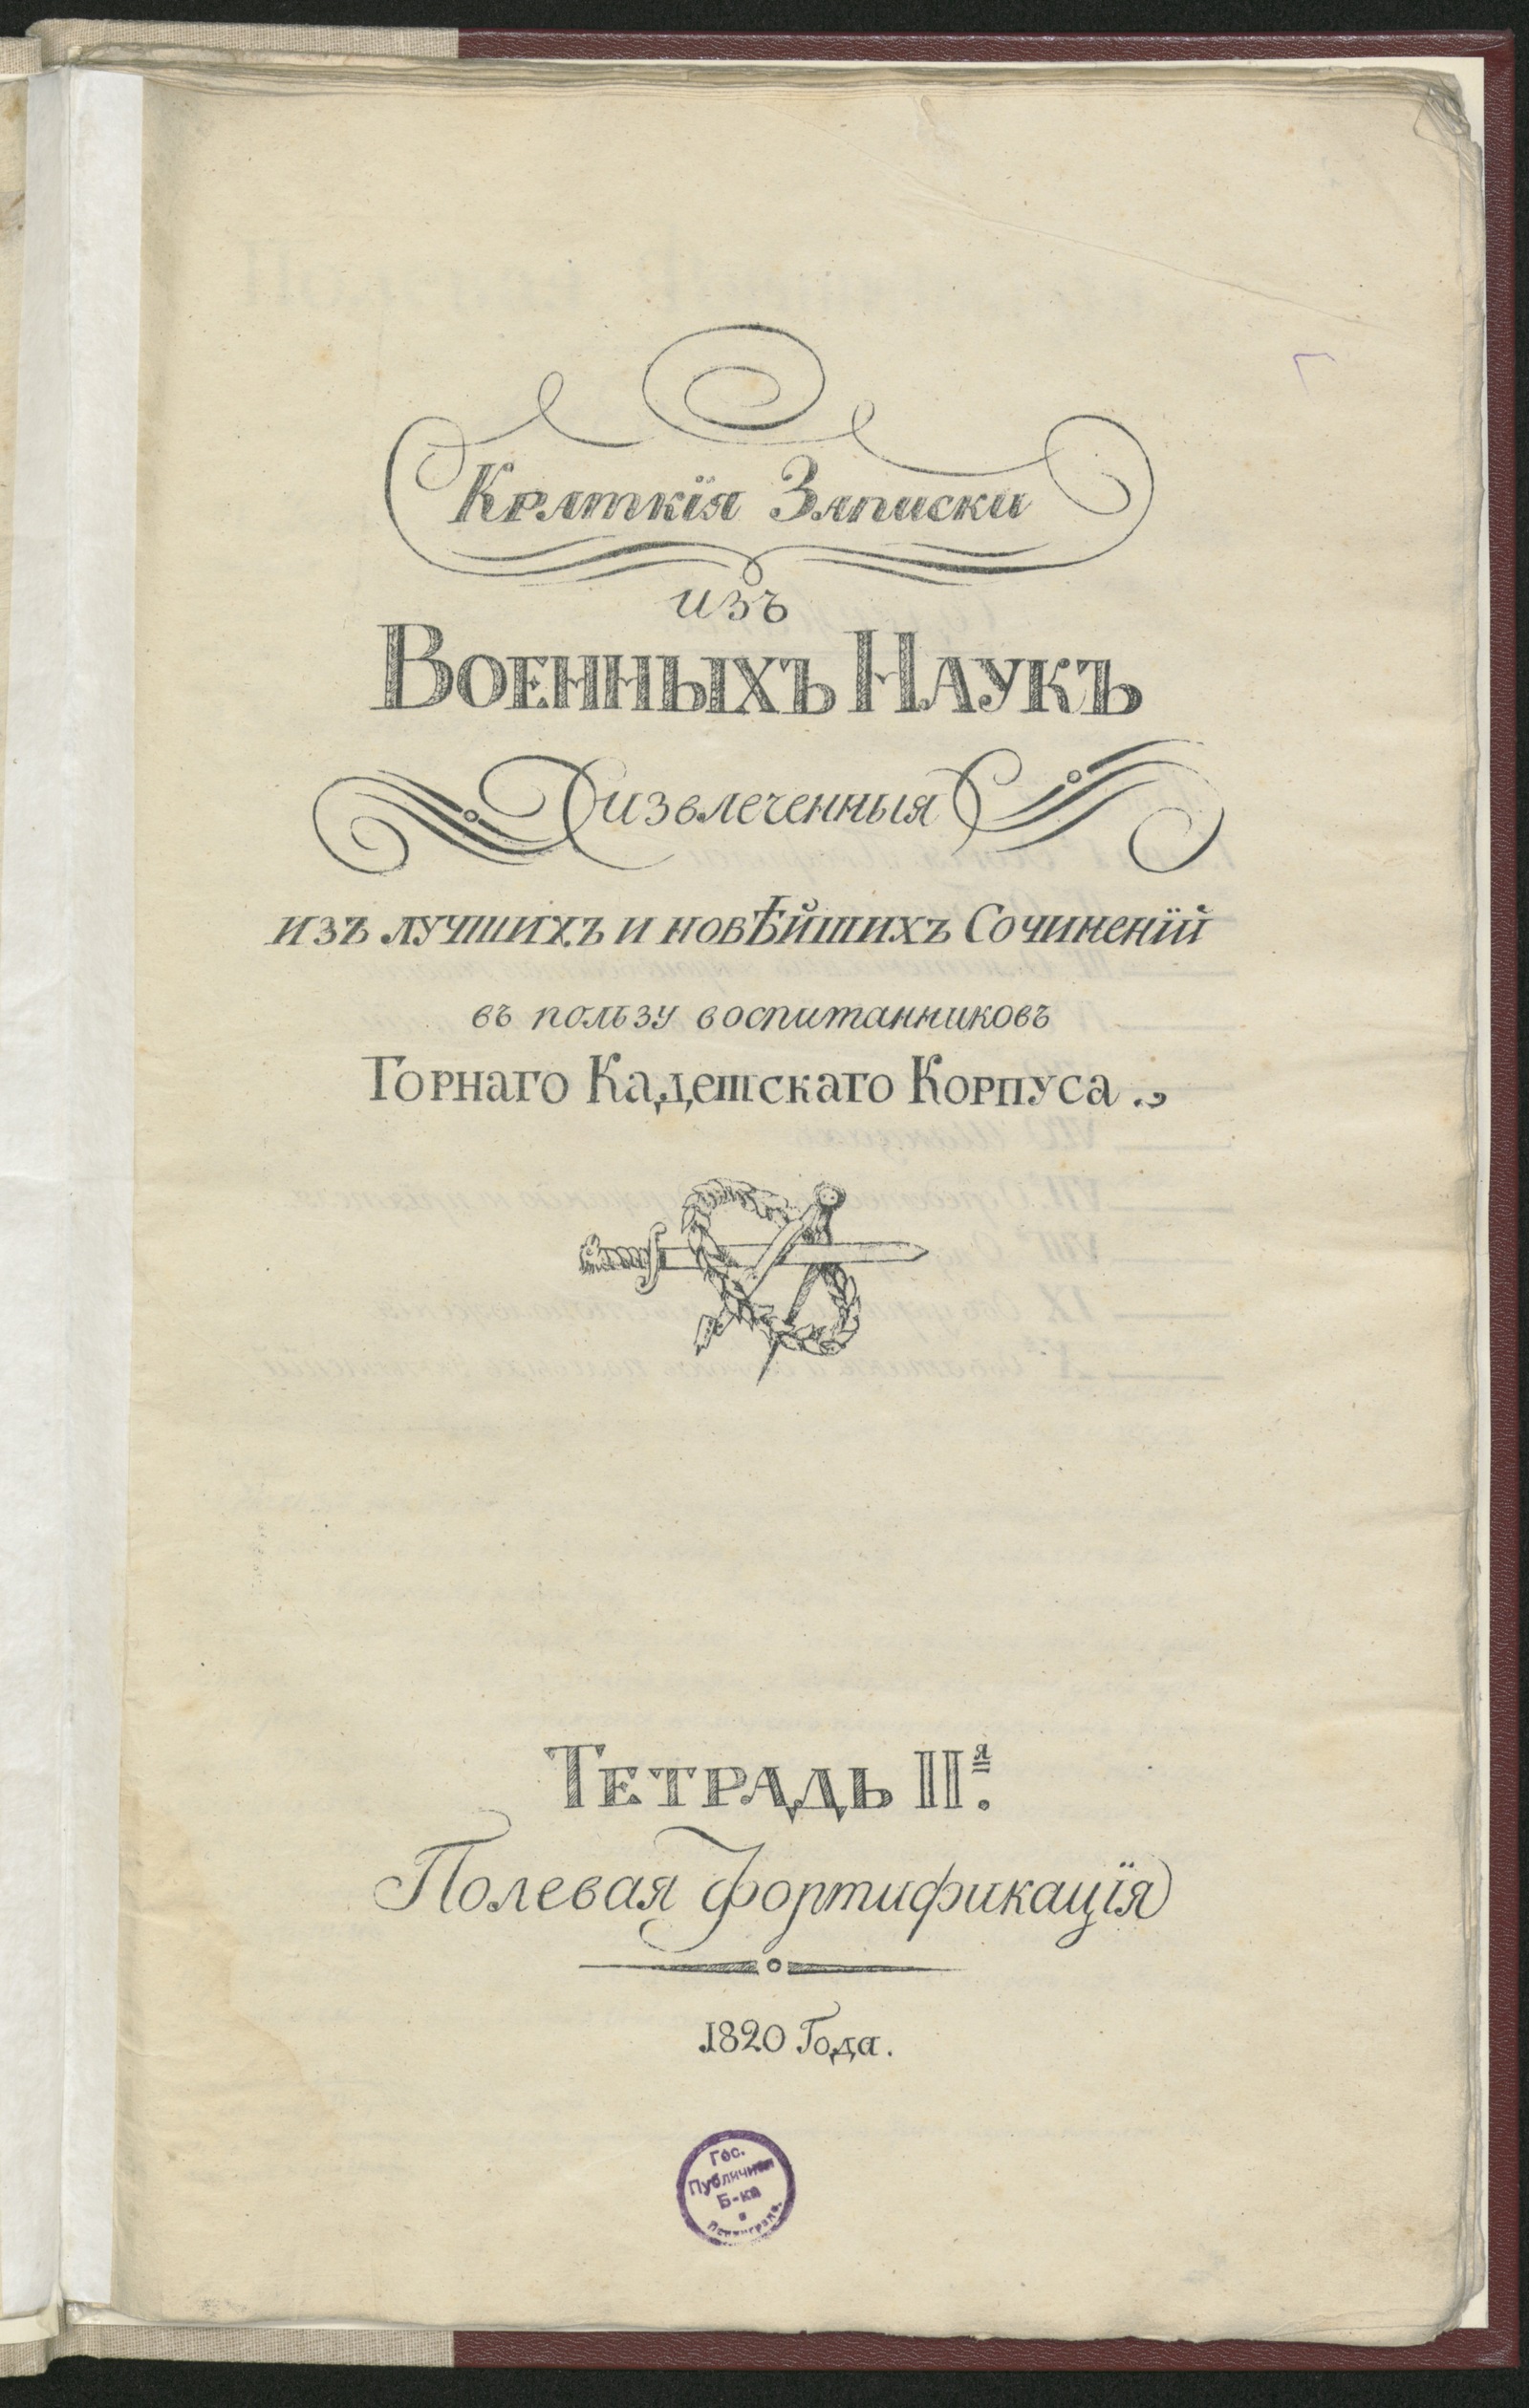 Краткія Записки
изъ
Военныхъ Наукъ
извлеченныя
изъ лучшихъ и новѣйшихъ Сочиненій
въ пользу воспитанниковъ
Горнаго Кадетскаго Корпуса.
Тетрадь IIя.
Полевая Фортификація
1820 Года.
Гос.
Публичная
Б-ка
в
Ленинграде.